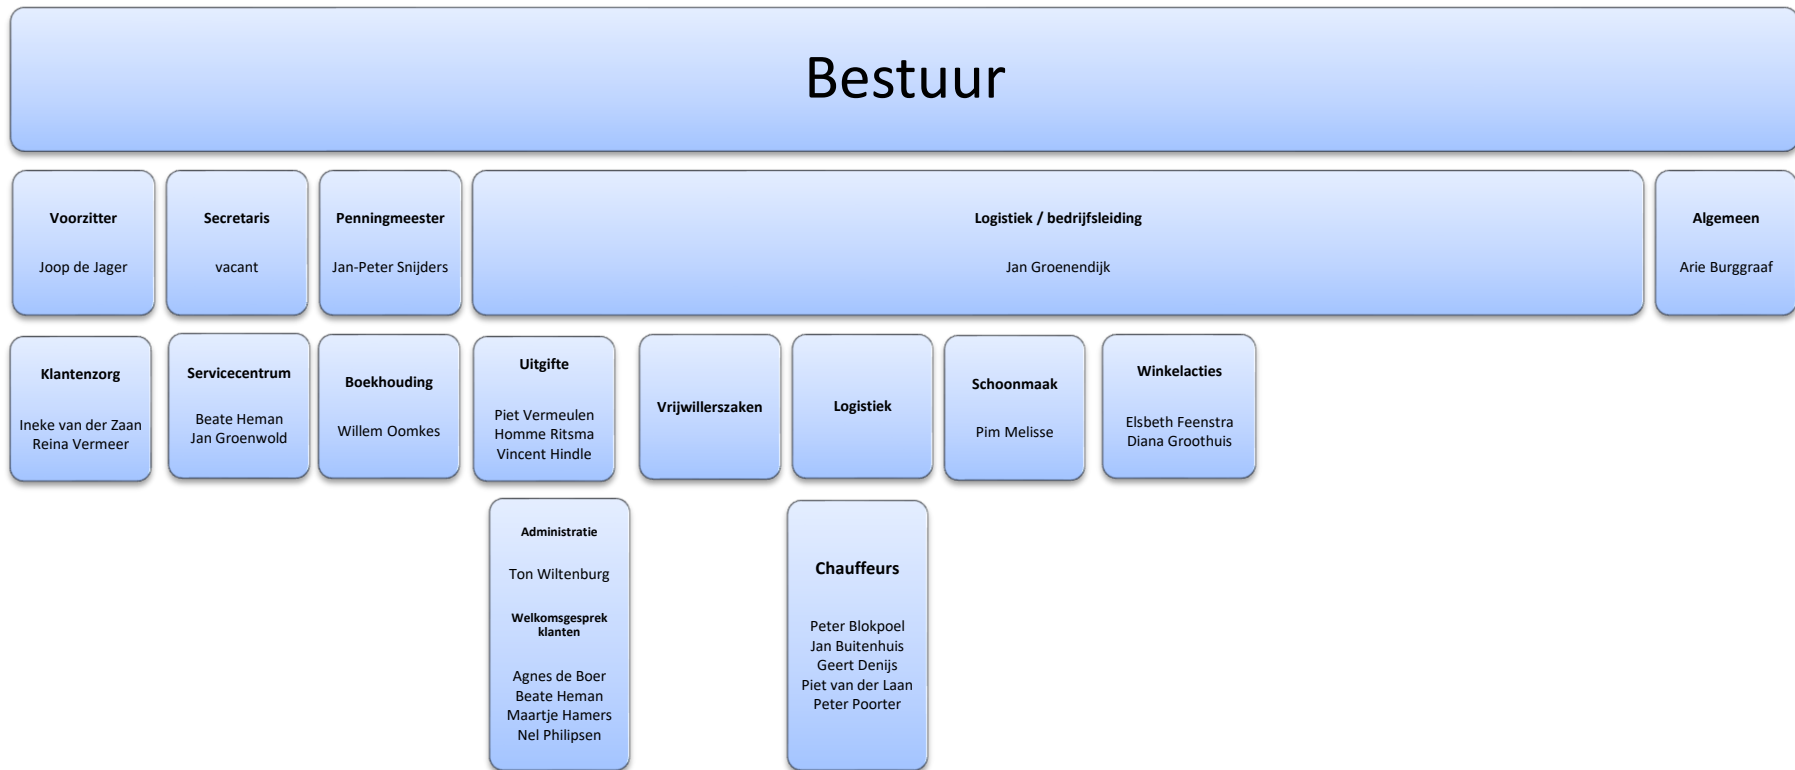 Bestuur
Voorzitter
Joop de Jager
Secretaris
vacant
Penningmeester
Jan-Peter Snijders
Logistiek / bedrijfsleiding
Jan Groenendijk
Algemeen
Arie Burggraaf
Klantenzorg
Ineke van der Zaan
Reina Vermeer
Servicecentrum
Beate Heman
Jan Groenwold
Boekhouding
Willem Oomkes
Uitgifte
Piet Vermeulen
Homme Ritsma
Vincent Hindle
Vrijwillerszaken
Logistiek
Schoonmaak
Pim Melisse
Winkelacties
Elsbeth Feenstra
Diana Groothuis
Administratie
Ton Wiltenburg
Welkomsgesprek
klanten
Agnes de Boer
Beate Heman
Maartje Hamers
Nel Philipsen
Chauffeurs
Peter Blokpoel
Jan Buitenhuis
Geert Denijs
Piet van der Laan
Peter Poorter